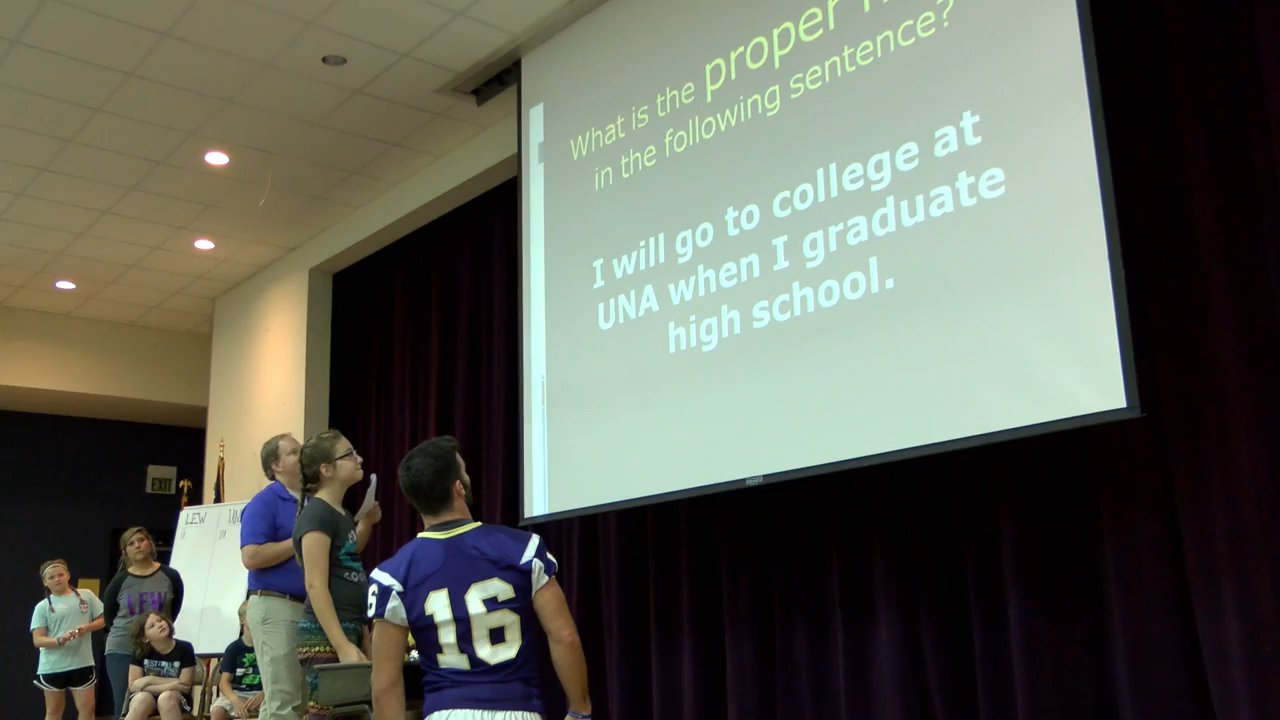 What is the proper
in the following sentence?
I will go to college at
UNA when I graduate
high school.
EXIT
LEW
LEW
16
6